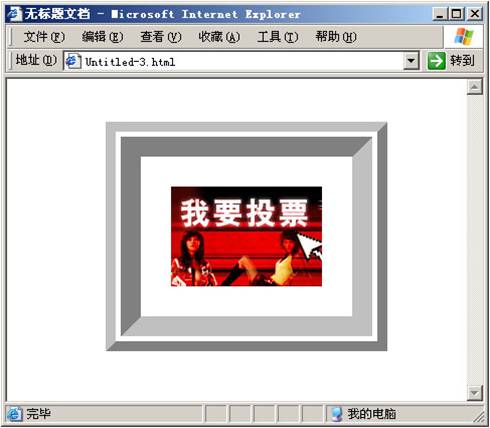 无标题文档 - Microsoft Internet Explorer
文件(F) 编辑(E) 查看(V) 收藏(A) 工具(T) 帮助(H)
地址(D) Untitled-3.html 转到
我要投票
完毕 我的电脑